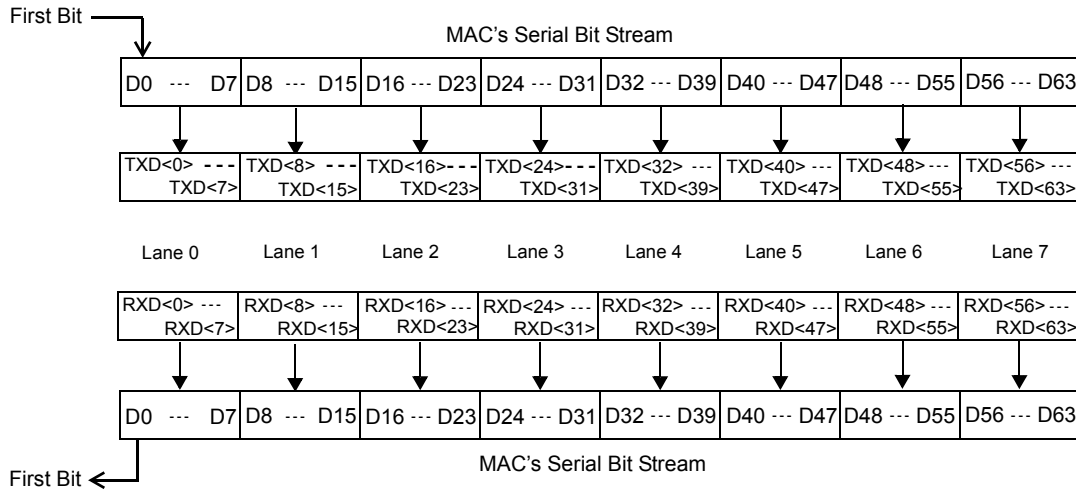 First Bit
MAC's Serial Bit Stream
D0 --- D7 D8 --- D15 D16 --- D23 D24 --- D31 D32 --- D39 D40 --- D47 D48 --- D55 D56 --- D63
TXD<0> --- TXD<8> --- TXD<16>--- TXD<24>--- TXD<32> --- TXD<40> --- TXD<48> --- TXD<56> ---
TXD<7> TXD<15> TXD<23> TXD<31> TXD<39> TXD<47> TXD<55> TXD<63>
Lane 0 Lane 1 Lane 2 Lane 3 Lane 4 Lane 5 Lane 6 Lane 7
RXD<0> --- RXD<8> --- RXD<16> --- RXD<24> --- RXD<32> --- RXD<40> --- RXD<48> --- RXD<56> ---
RXD<7> RXD<15> RXD<23> RXD<31> RXD<39> RXD<47> RXD<55> RXD<63>
D0 --- D7 D8 --- D15 D16 --- D23 D24 --- D31 D32 --- D39 D40 --- D47 D48 --- D55 D56 --- D63
MAC's Serial Bit Stream
First Bit